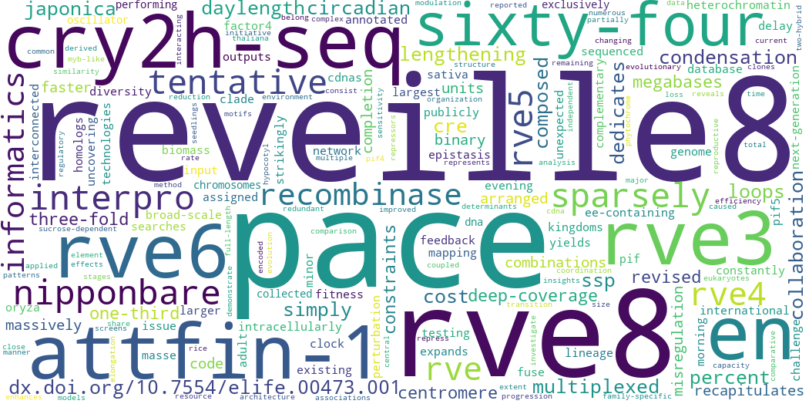 japonica
daylengthcircadian
cry2h-seq
sixty-four
oscillator
factor4
annotated
performing
exclusively
heterochromatin
delay
lengthening
condensation
tentative
informatics
reveille8
rve5
composed
dedicates
megabases
interpro
recombinase
sparsely
loops
three-fold
rve6
pace
rve3
nipponbare
one-third
rve8
en
rve4
attfin-1
rve
dx.doi.org/10.7554/elife.00473.001
centromere
multiplexed
recapitulates
collaboration
misregulation
percent
revised
ssp
deep-coverage
cost
simply
constraints
minor
fitness
feedback
mapping
combinations
yields
kingdoms
ee-containing
arranged
evening
epistasis
binary
cre
units
publicly
largest
sativa
clade
diversity
faster
cdnas
completion
network
strikingly
input
biomass
technologies
uncovering
homologs
interconnected
chromosomes
assigned
broad-scale
searches
massively
issue
larger
intracellularly
collected
perturbation
code
adult
clock
existing
masse
oryza
international
morning
constantly
pif
pif5
dna
testing
expands
lineage
fuse
genome
database
sequenced
complementary
unexpected
next-generation
challenge
outputs
belong
complex
interacting
initiative
thaliana
common
derived
myb-like
similarity
numerous
partially
reported
modulation
changing
evolutionary
current
remaining
structure
environment
organization
loss
reveals
time
clones
total
two-hybrid
data
major
represents
analysis
independent
reduction
sensitivity
repressors
pif4
multiple
seedlings
hypocotyl
motifs
rate
method
regulatory
redundant
improved
determinants
cdna
efficiency
caused
sucrose-dependent
full-length
comparison
encoded
evolution
demonstrate
element
effects
patterns
applied
stages
coupled
central
insights
coordination
eukaryotes
transition
comparative
size
investigate
repress
close
manner
screens
share
rice
elongation
enhances
models
resource
architecture
associations
capacity
extent
progression
family-specific
reproductive
consist